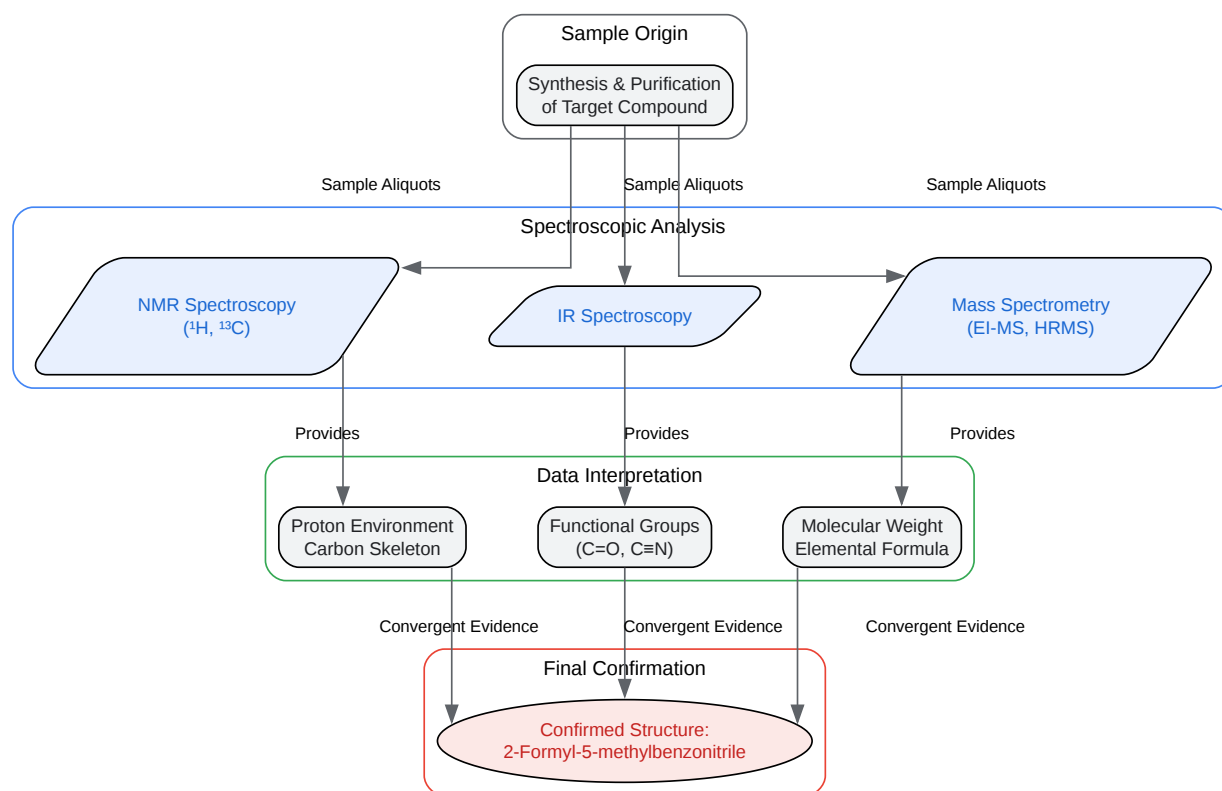 Sample Origin
Synthesis & Purification
of Target Compound
Sample Aliquots
Sample Aliquots
Sample Aliquots
Spectroscopic Analysis
NMR Spectroscopy
(¹H, ¹³C)
IR Spectroscopy
Mass Spectrometry
(EI-MS, HRMS)
Provides
Provides
Provides
Data Interpretation
Proton Environment
Carbon Skeleton
Functional Groups
(C=O, C≡N)
Molecular Weight
Elemental Formula
Convergent Evidence
Convergent Evidence
Convergent Evidence
Final Confirmation
Confirmed Structure:
2-Formyl-5-methylbenzonitrile